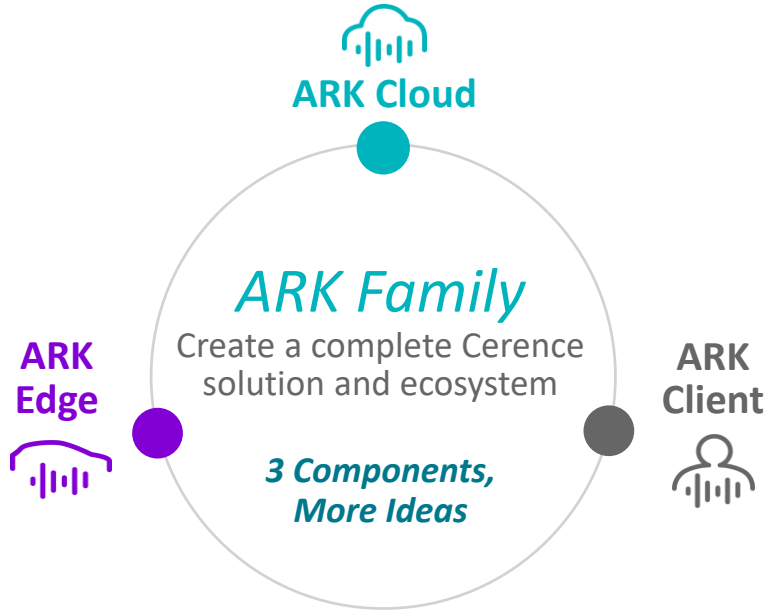 ARK Cloud
ARK Family
Create a complete Cerence
solution and ecosystem
ARK
Edge
ARK
Client
3 Components,
More Ideas